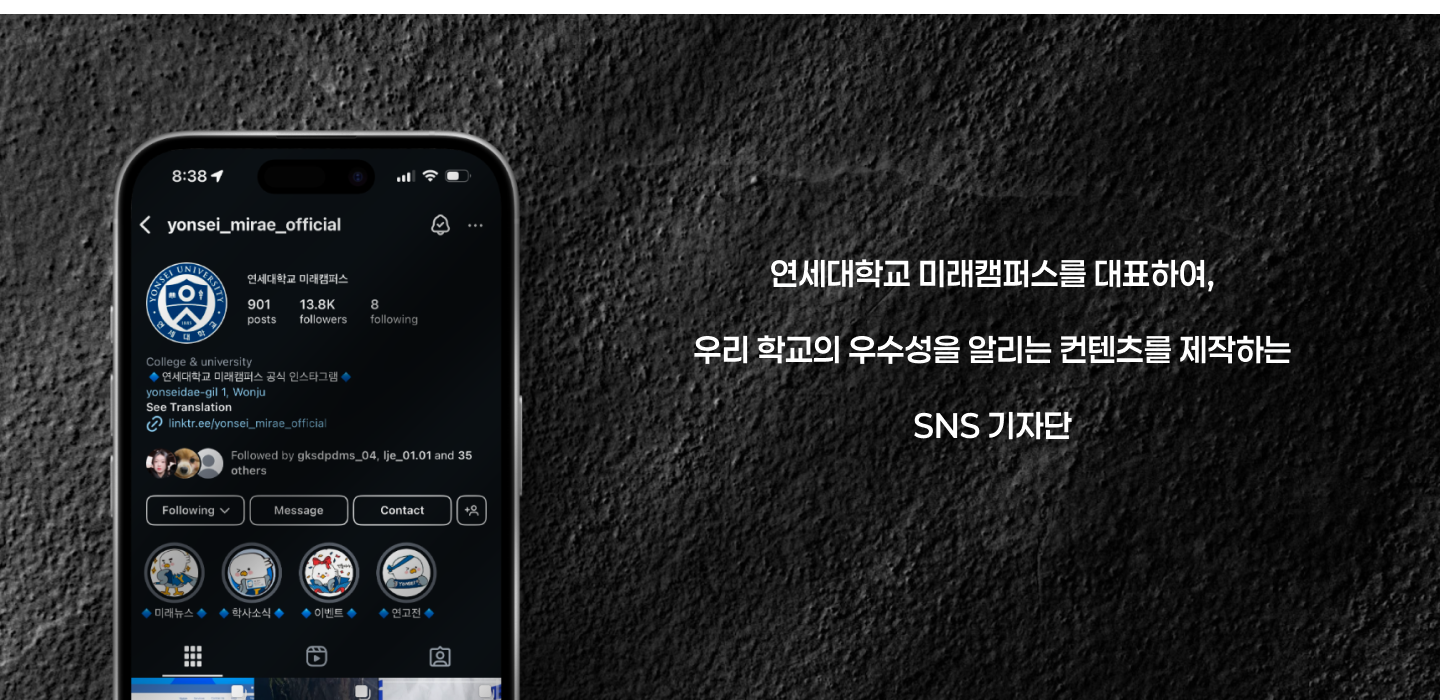 8:38
yonsei_mirae_official
YONSEI UNIVERSITY
연세대학교
연세대학교 미래캠퍼스
901 13.8K 8
posts followers following
College & university
연세대학교 미래캠퍼스 공식 인스타그램
yonseidae-gil 1, Wonju
See Translation
linktr.ee/yonsei_mirae_official
Followed by gksdpdms_04, lje_01.01 and 35
others
Following Message Contact
미래뉴스 학사소식 이벤트 연고전
연세대학교 미래캠퍼스를 대표하여,
우리 학교의 우수성을 알리는 컨텐츠를 제작하는
SNS 기자단